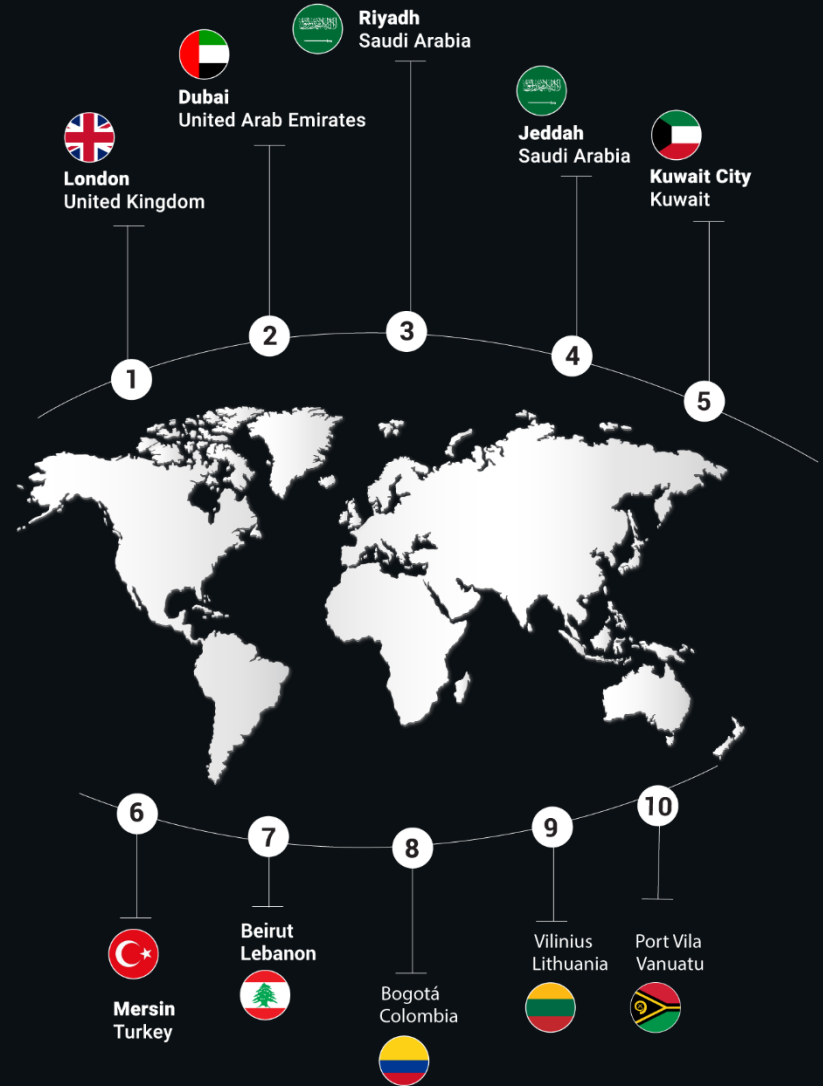 Riyadh
Saudi Arabia
Dubai
United Arab Emirates
Jeddah
Saudi Arabia
London
United Kingdom
Kuwait City
Kuwait
1
2
3
4
5
6
7
8
9
10
Mersin
Turkey
Beirut
Lebanon
Bogotá
Colombia
Vilinius
Lithuania
Port Vila
Vanuatu